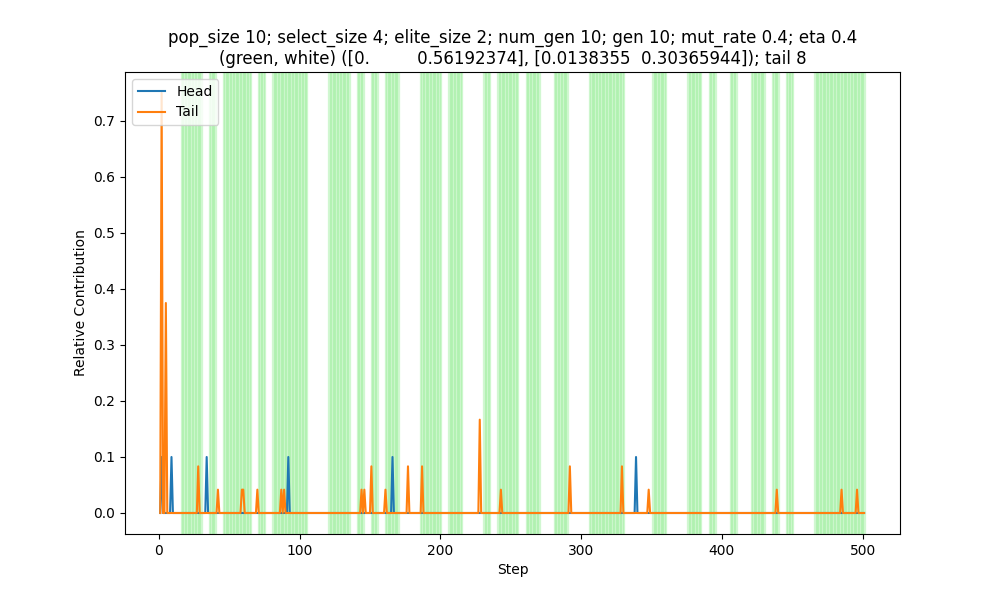 pop_size 10; select_size 4; elite_size 2; num_gen 10; gen 10; mut_rate 0.4; eta 0.4
(green, white) ([0.         0.56192374], [0.0138355  0.30365944]); tail 8
Head
Tail
0.7
0.6
0.5
0.4
0.3
0.2
0.1
0.0
Relative Contribution
0 100 200 300 400 500
Step